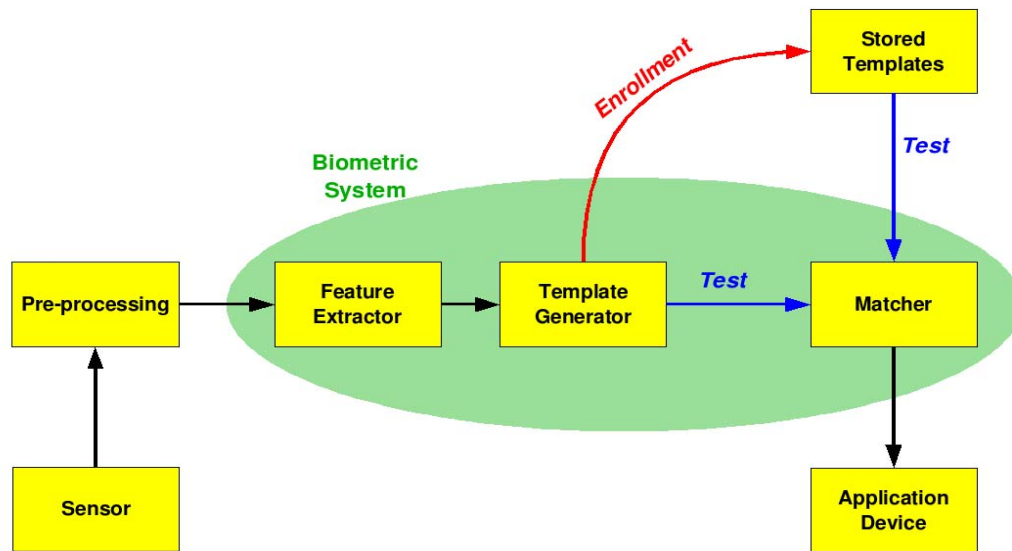 Stored
Templates
Enrollment
Test
Biometric
System
Pre-processing
Feature
Extractor
Template
Generator
Test
Matcher
Sensor
Application
Device